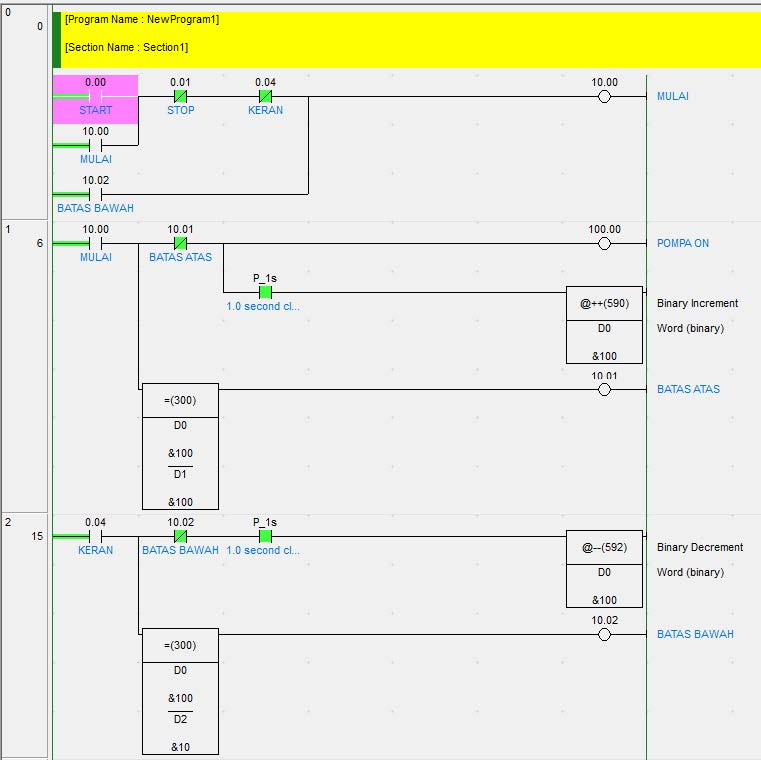 0
0
[Program Name : NewProgram1]
[Section Name : Section1]
0.00 0.01 0.04 10.00
START STOP KERAN MULAI
10.00
MULAI
10.02
BATAS BAWAH
1
6
10.00 10.01 100.00
MULAI BATAS ATAS POMPA ON
P_1s
1.0 second cl...
@++(590) Binary Increment
D0 Word (binary)
&100
10.01
BATAS ATAS
=(300)
D0
&100
D1
&100
2
15
0.04 10.02 P_1s
KERAN BATAS BAWAH 1.0 second cl...
@--(592) Binary Decrement
D0 Word (binary)
&100
10.02
BATAS BAWAH
=(300)
D0
&100
D2
&10